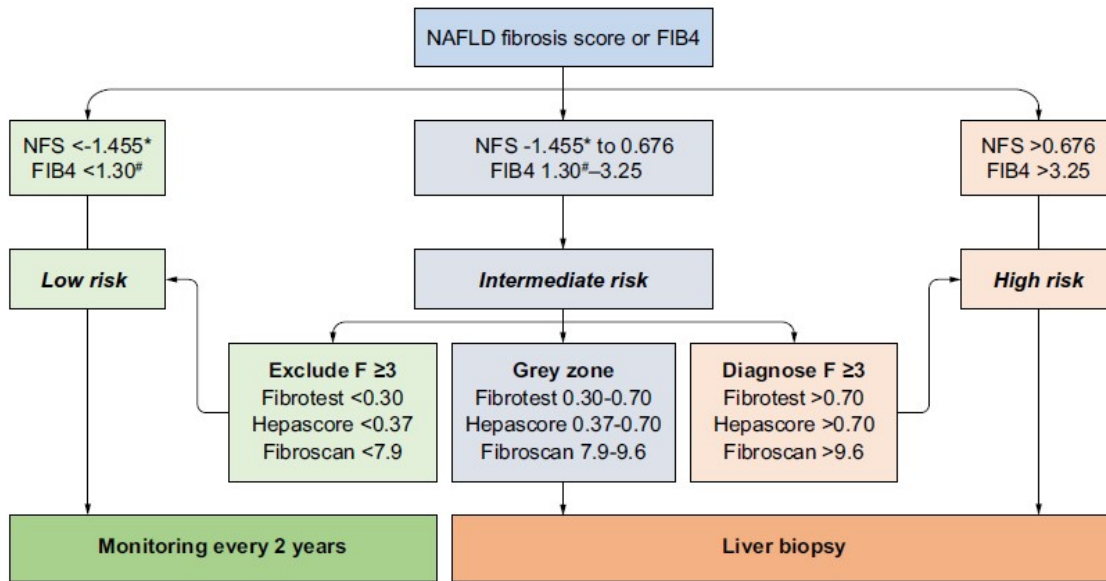 NAFLD fibrosis score or FIB4
NFS <-1.455*
FIB4 <1.30#
NFS -1.455* to 0.676
FIB4 1.30#–3.25
NFS >0.676
FIB4 >3.25
Low risk
Intermediate risk
High risk
Exclude F ≥3
Fibrotest <0.30
Hepascore <0.37
Fibroscan <7.9
Grey zone
Fibrotest 0.30-0.70
Hepascore 0.37-0.70
Fibroscan 7.9-9.6
Diagnose F ≥3
Fibrotest >0.70
Hepascore >0.70
Fibroscan >9.6
Monitoring every 2 years
Liver biopsy